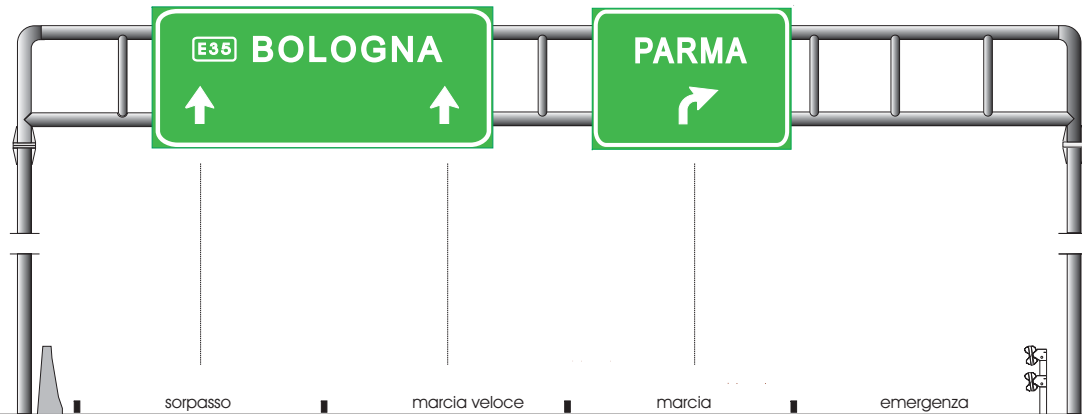 E35 BOLOGNA
PARMA
sorpasso
marcia veloce
marcia
emergenza